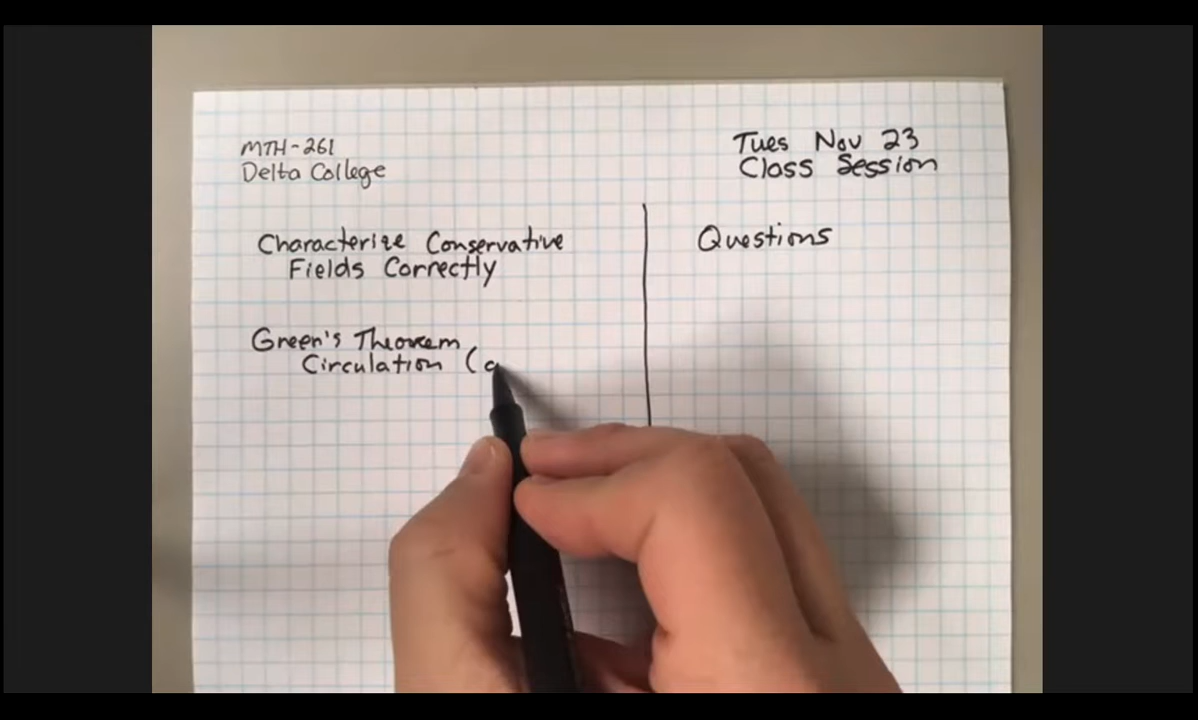 MTH-261
Delta College
Tues Nov 23
Class Session
Characterize Conservative
Fields Correctly
Questions
Green's Theorem
Circulation (